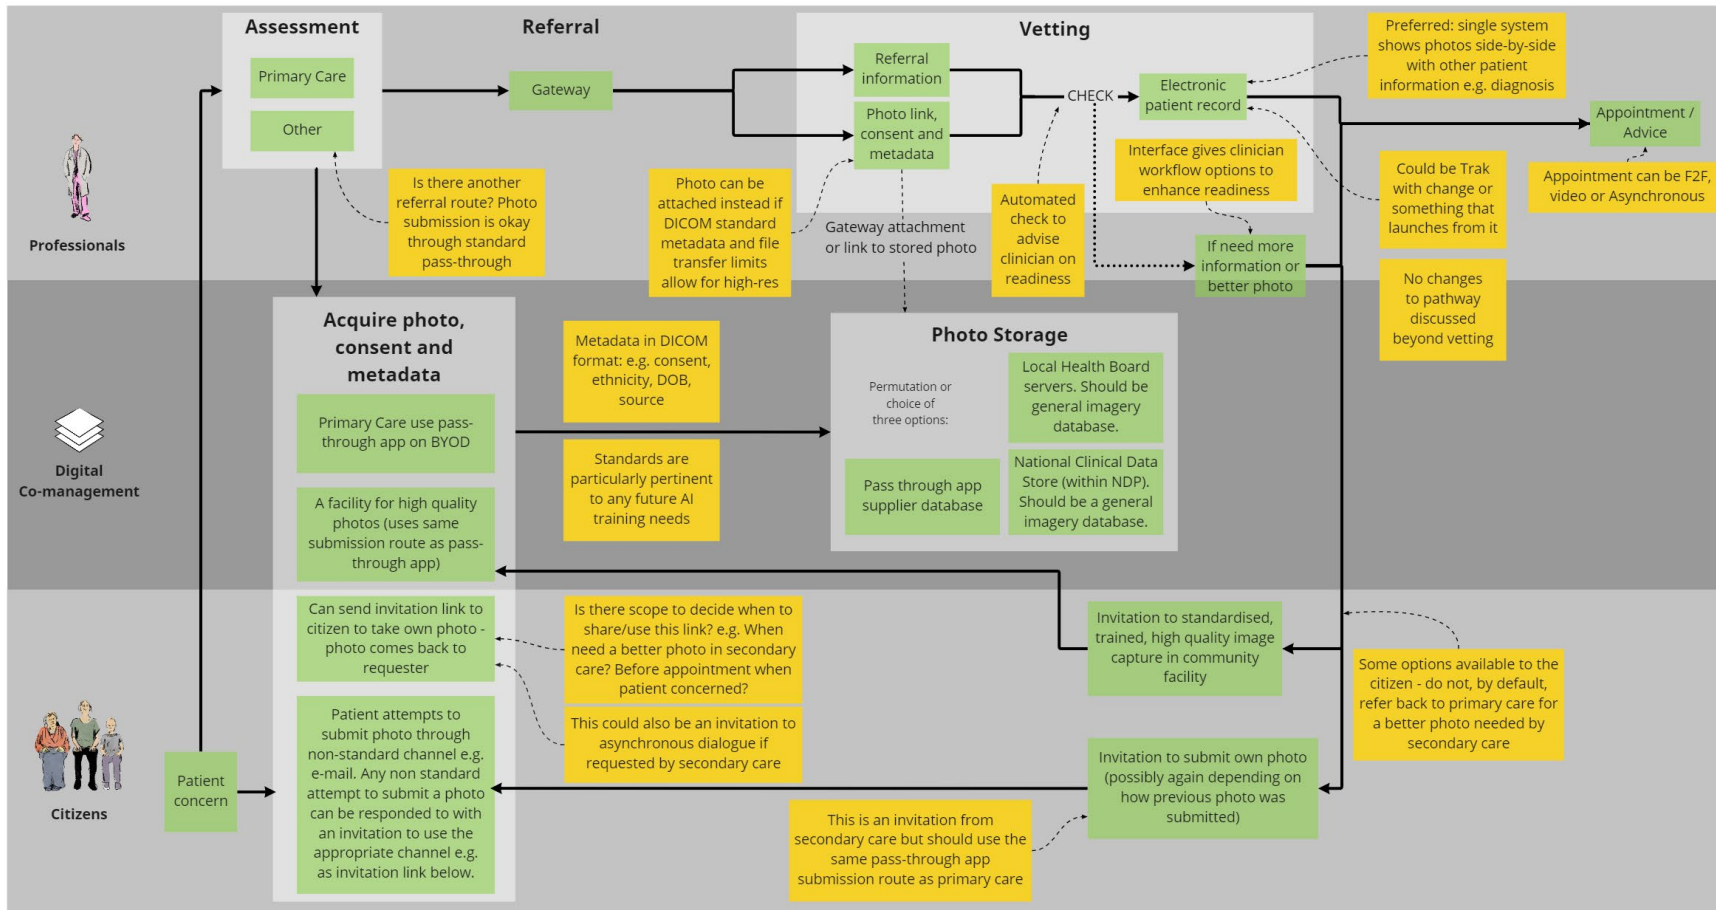 Assessment
Referral
Vetting
Primary Care
Other
Gateway
Referral
information
Photo link,
consent and
metadata
CHECK
Electronic
patient record
Preferred: single system
shows photos side-by-side
with other patient
information e.g. diagnosis
Appointment /
Advice
Appointment can be F2F,
video or Asynchronous
Is there another
referral route? Photo
submission is okay
through standard
pass-through
Photo can be
attached instead if
DICOM standard
metadata and file
transfer limits
allow for high-res
Gateway attachment
or link to stored photo
Automated
check to
advise
clinician on
readiness
Interface gives clinician
workflow options to
enhance readiness
If need more
information or
better photo
Could be Trak
with change or
something that
launches from it
No changes
to pathway
discussed
beyond vetting
Professionals
Acquire photo,
consent and
metadata
Primary Care use pass-
through app on BYOD
A facility for high quality
photos (uses same
submission route as pass-
through app)
Can send invitation link to
citizen to take own photo -
photo comes back to
requester
Patient attempts to
submit photo through
non-standard channel e.g.
e-mail. Any non standard
attempt to submit a photo
can be responded to with
an invitation to use the
appropriate channel e.g.
as invitation link below.
Metadata in DICOM
format: e.g. consent,
ethnicity, DOB,
source
Standards are
particularly pertinent
to any future AI
training needs
Photo Storage
Permutation or
choice of
three options:
Local Health Board
servers. Should be
general imagery
database.
Pass through app
supplier database
National Clinical Data
Store (within NDP).
Should be a general
imagery database.
Digital
Co-management
Is there scope to decide when to
share/use this link? e.g. When
need a better photo in secondary
care? Before appointment when
patient concerned?
This could also be an invitation to
asynchronous dialogue if
requested by secondary care
Invitation to standardised,
trained, high quality image
capture in community
facility
Some options available to the
citizen - do not, by default,
refer back to primary care for
a better photo needed by
secondary care
Invitation to submit own photo
(possibly again depending on
how previous photo was
submitted)
This is an invitation from
secondary care but should use the
same pass-through app
submission route as primary care
Patient
concern
Citizens